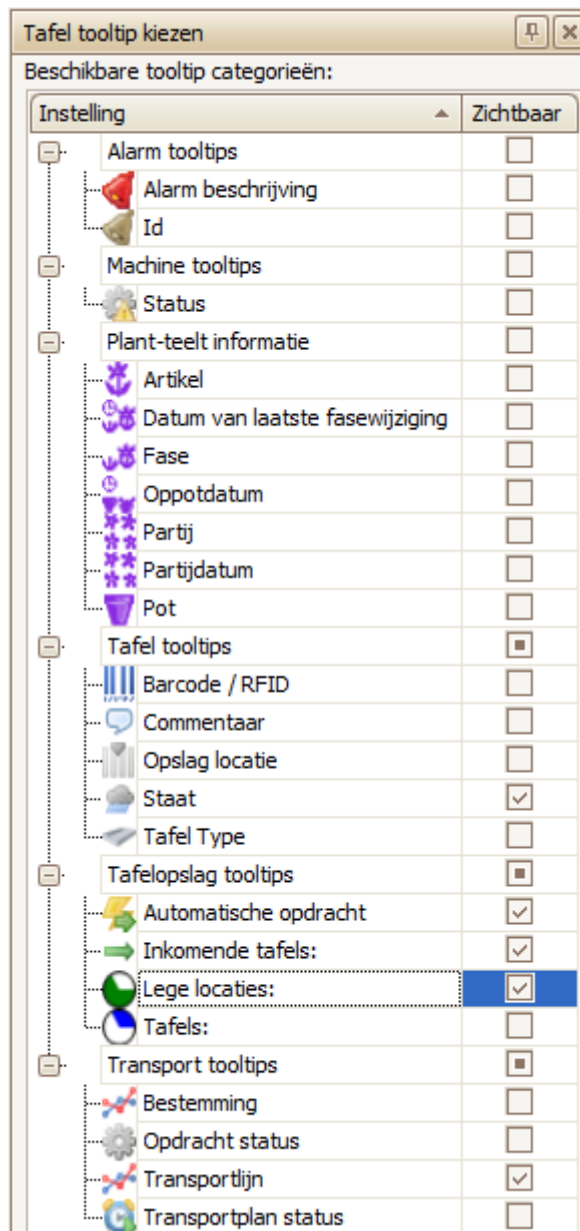 Tafel tooltip kiezen
Beschikbare tooltip categorieën:
Instelling Zichtbaar
Alarm tooltips
Alarm beschrijving
Id
Machine tooltips
Status
Plant-teelt informatie
Artikel
Datum van laatste fasewijziging
Fase
Oppotdatum
Partij
Partijdatum
Pot
Tafel tooltips
Barcode / RFID
Commentaar
Opslag locatie
Staat
Tafel Type
Tafelopslag tooltips
Automatische opdracht
Inkomende tafels:
Lege locaties:
Tafels:
Transport tooltips
Bestemming
Opdracht status
Transportlijn
Transportplan status